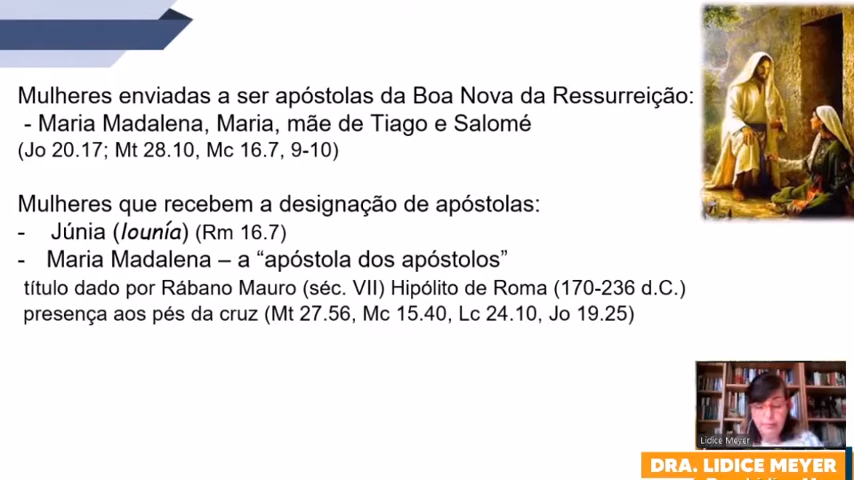 Mulheres enviadas a ser apóstolas da Boa Nova da Ressurreição:
- Maria Madalena, Maria, mãe de Tiago e Salomé
(Jo 20.17; Mt 28.10, Mc 16.7, 9-10)
Mulheres que recebem a designação de apóstolas:
- Júnia (Iounía) (Rm 16.7)
- Maria Madalena – a “apóstola dos apóstolos”
título dado por Rábano Mauro (séc. VII) Hipólito de Roma (170-236 d.C.)
presença aos pés da cruz (Mt 27.56, Mc 15.40, Lc 24.10, Jo 19.25)
Lidice Meyer
DRA. LIDICE MEYER